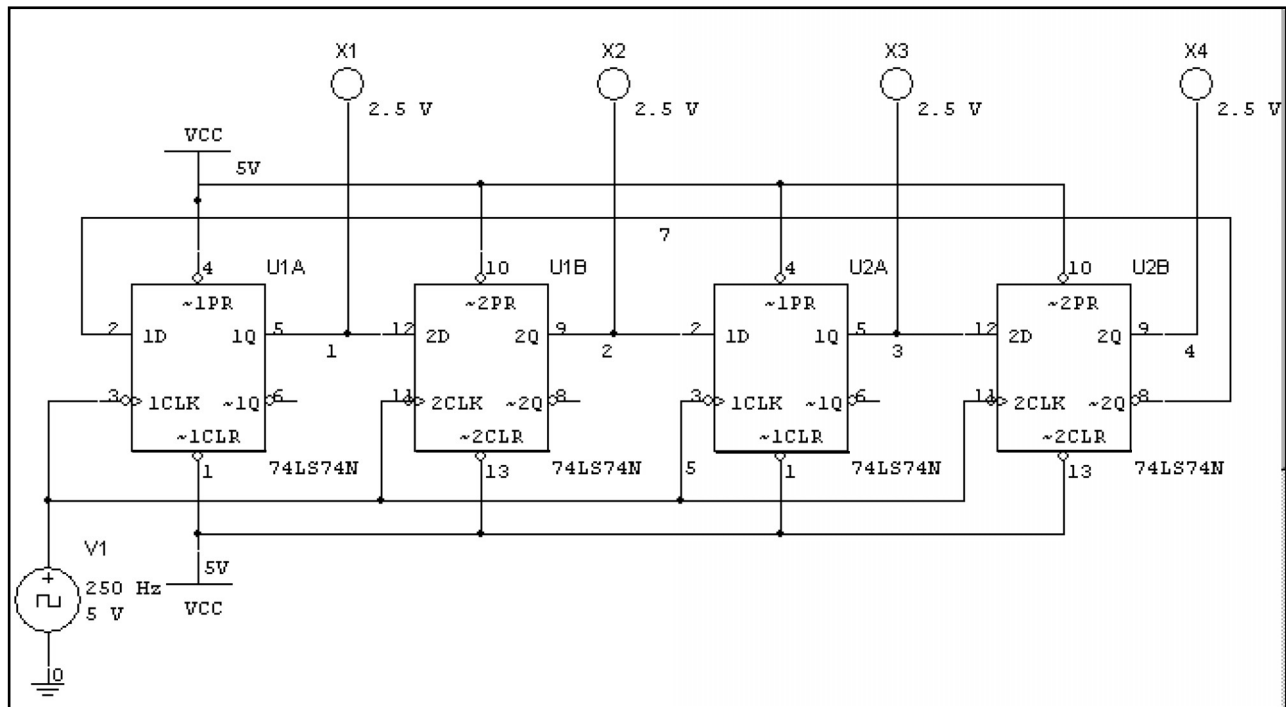 X1 X2 X3 X4
2.5 V 2.5 V 2.5 V 2.5 V
VCC
5V
7
4 U1A 10 U1B 4 U2A 10 U2B
~1PR ~2PR ~1PR ~2PR
2 1D 1Q 5 12 2D 2Q 9 2 1D 1Q 5 12 2D 2Q 9
1 2 3 4
3 1CLK ~1Q 6 11 2CLK ~2Q 8 3 1CLK ~1Q 6 11 2CLK ~2Q 8
~1CLR ~2CLR ~1CLR ~2CLR
1 74LS74N 13 74LS74N 5 1 74LS74N 13 74LS74N
V1
250 Hz
5 V
5V
VCC
0